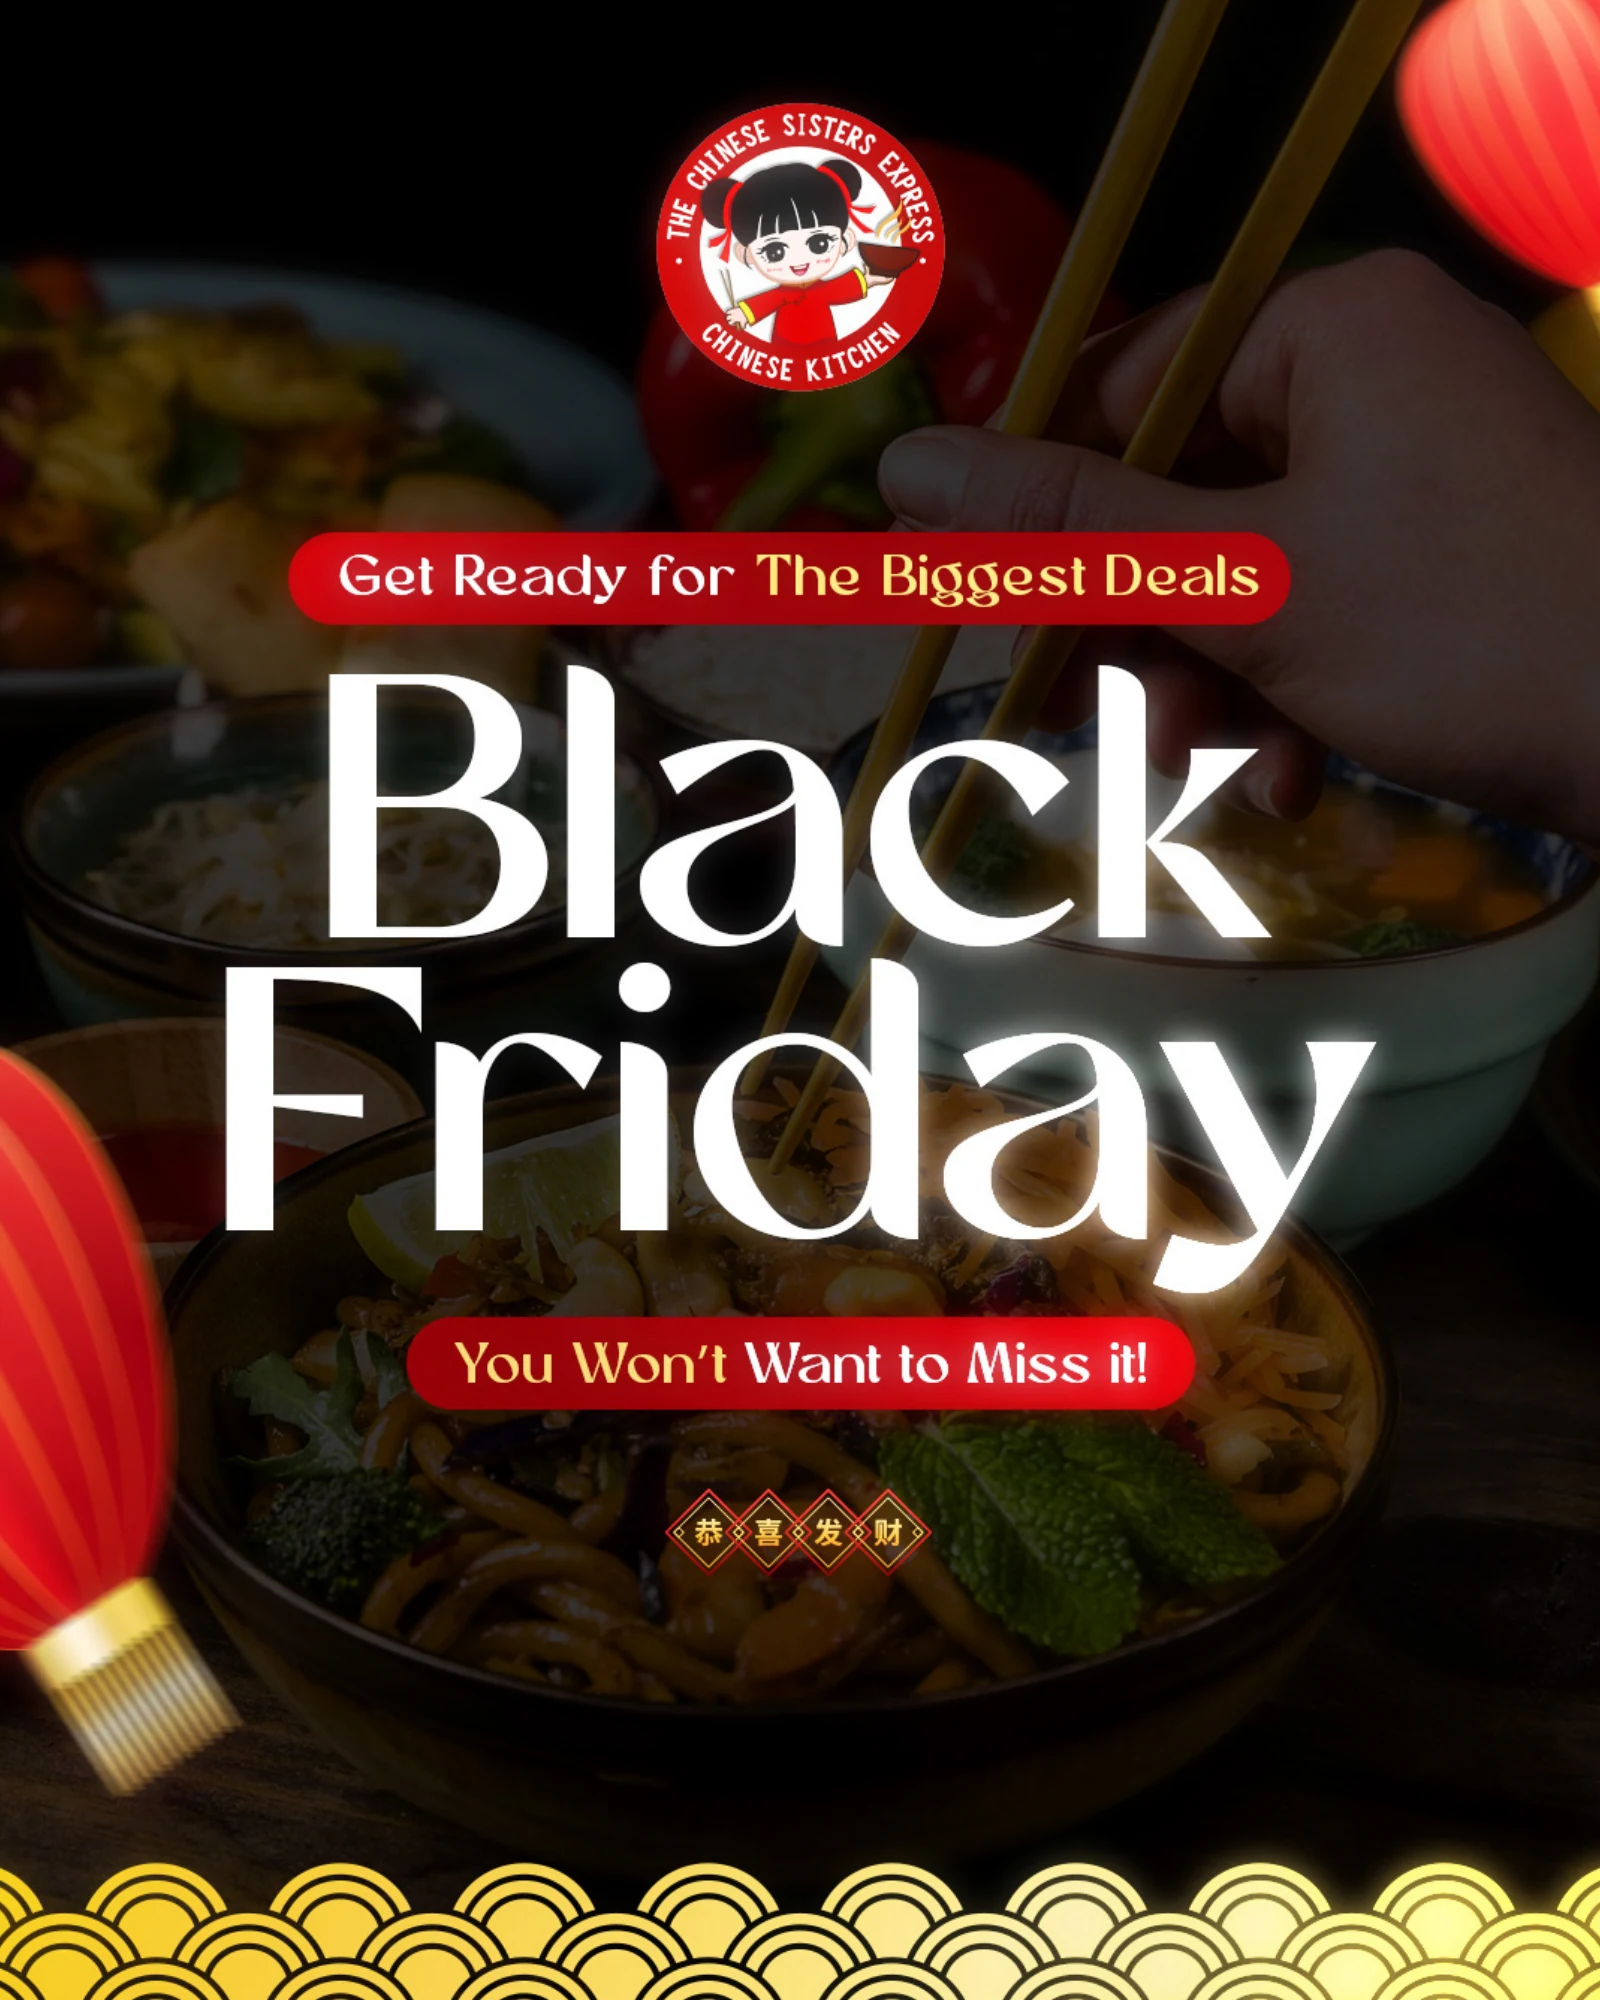 THE CHINESE SISTERS EXPRESS
CHINESE KITCHEN
Get Ready for The Biggest Deals
Black
Friday
You Won't Want to Miss it!
恭喜发财